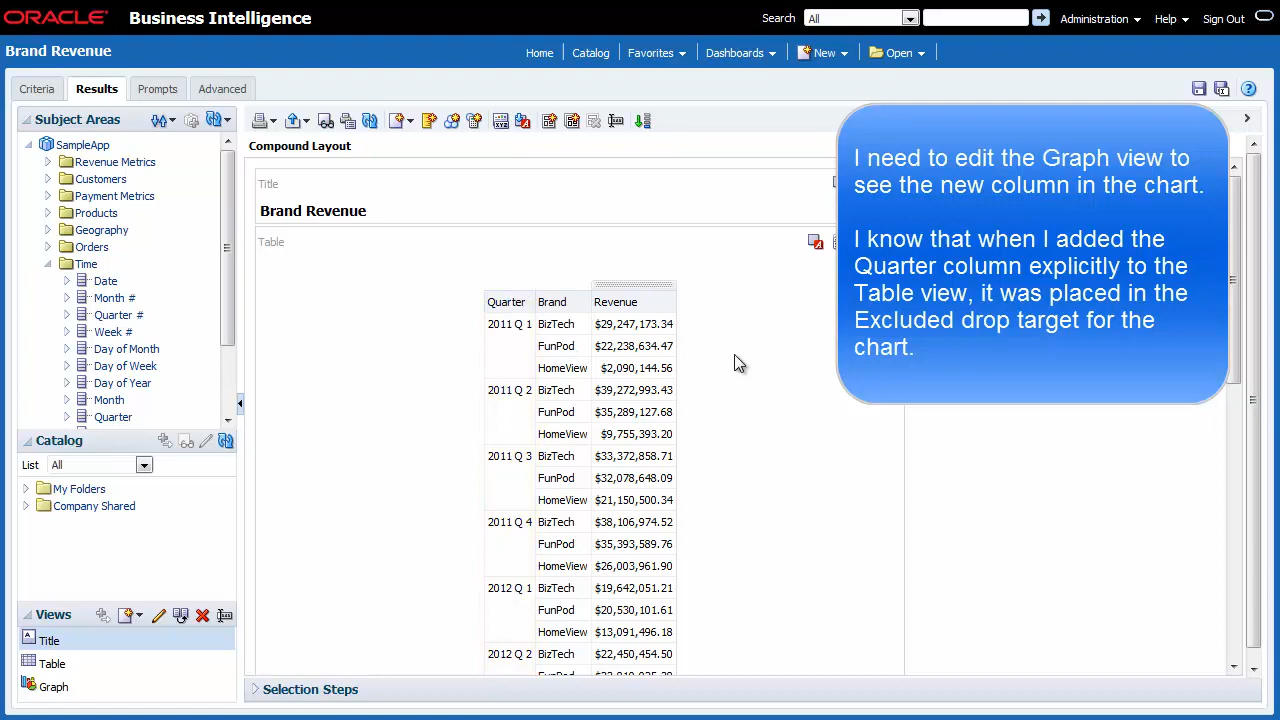 ORACLE
Business Intelligence
Search
All
Administration
Help
Sign Out
Brand Revenue
Home
Catalog
Favorites
Dashboards
New
Open
Criteria
Results
Prompts
Advanced
Subject Areas
SampleApp
Revenue Metrics
Customers
Payment Metrics
Products
Geography
Orders
Time
Date
Month #
Quarter #
Week #
Day of Month
Day of Week
Day of Year
Month
Quarter
Catalog
List All
My Folders
Company Shared
Views
Title
Table
Graph
Compound Layout
Title
Brand Revenue
Table
Quarter Brand Revenue
2011 Q 1 BizTech $29,247,173.34
FunPod $22,238,634.47
HomeView $2,090,144.56
2011 Q 2 BizTech $39,272,993.43
FunPod $35,289,127.68
HomeView $9,755,393.20
2011 Q 3 BizTech $33,372,858.71
FunPod $32,078,648.09
HomeView $21,150,500.34
2011 Q 4 BizTech $38,106,974.52
FunPod $35,393,589.76
HomeView $26,003,961.90
2012 Q 1 BizTech $19,642,051.21
FunPod $20,530,101.61
HomeView $13,091,496.18
2012 Q 2 BizTech $22,450,454.50
Selection Steps
I need to edit the Graph view to
see the new column in the chart.
I know that when I added the
Quarter column explicitly to the
Table view, it was placed in the
Excluded drop target for the
chart.